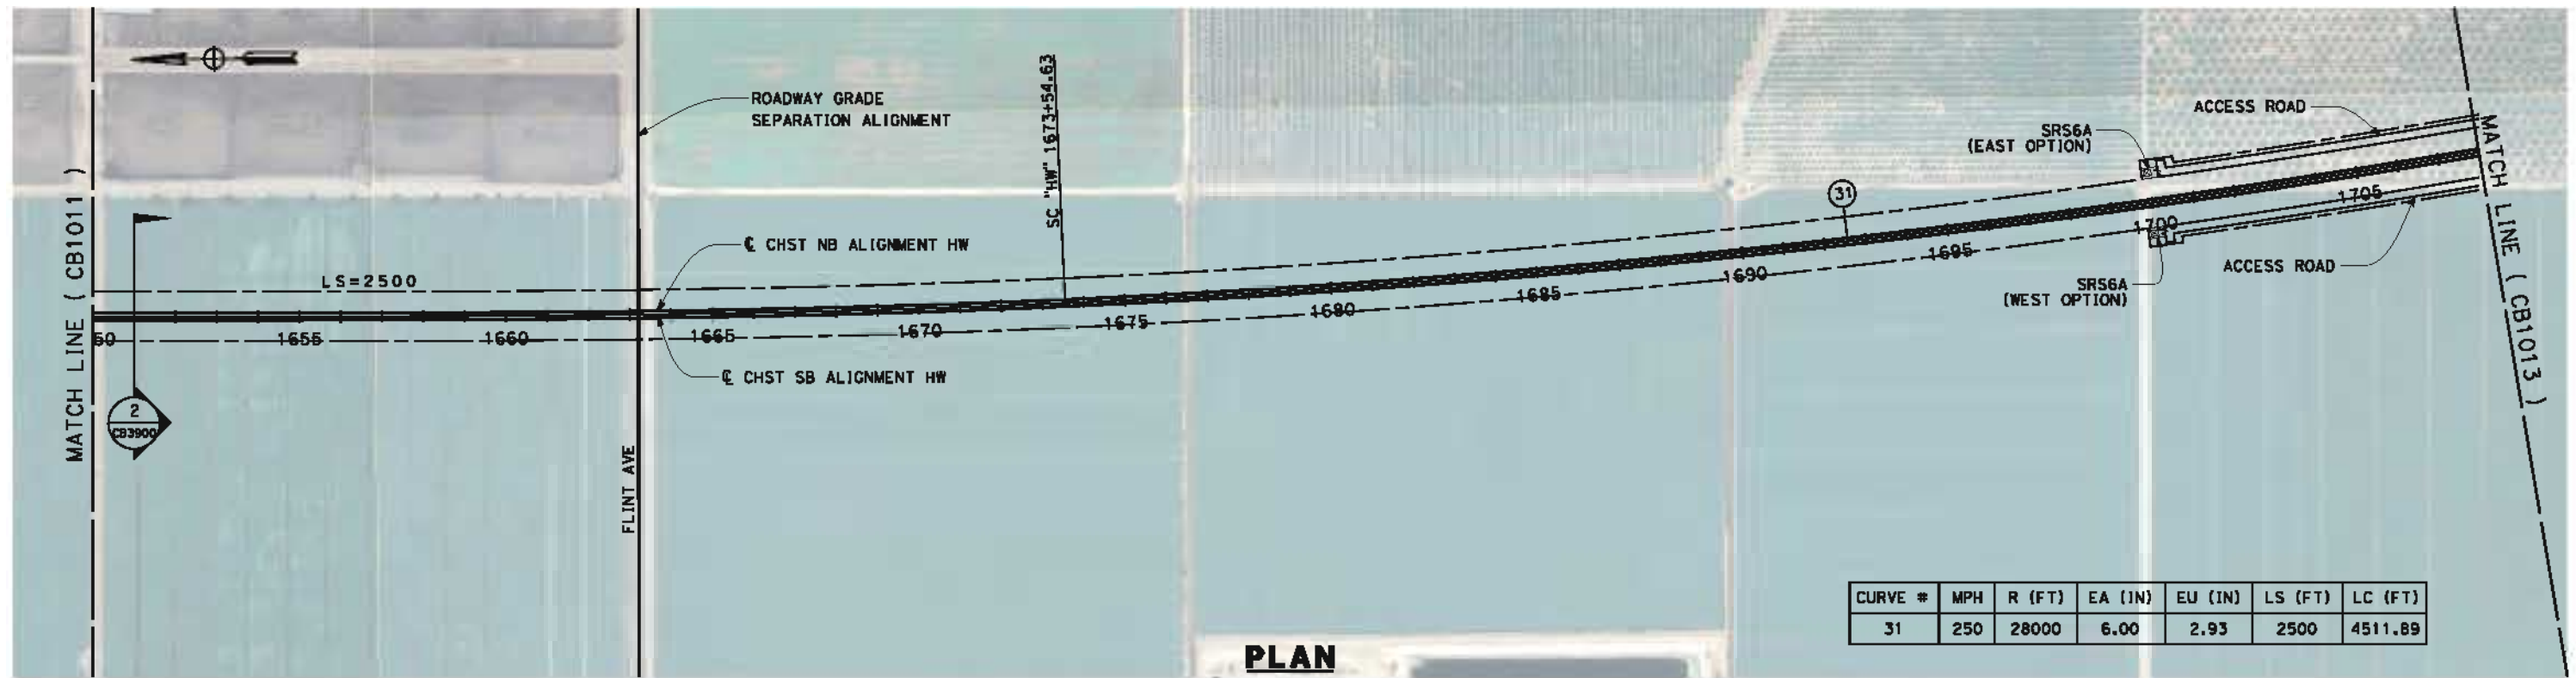 MATCH LINE ( CB1011 )
2
CB3900
LS=2500
ROADWAY GRADE
SEPARATION ALIGNMENT
SC "HW" 1673+54.63
℄ CHST NB ALIGNMENT HW
℄ CHST SB ALIGNMENT HW
FLINT AVE
50
1655
1660
1665
1670
1675
1680
1685
1690
1695
1700
1705
31
SRS6A
(EAST OPTION)
ACCESS ROAD
SRS6A
(WEST OPTION)
ACCESS ROAD
MATCH LINE ( CB1013 )
CURVE # MPH R (FT) EA (IN) EU (IN) LS (FT) LC (FT)
31 250 28000 6.00 2.93 2500 4511.89
PLAN